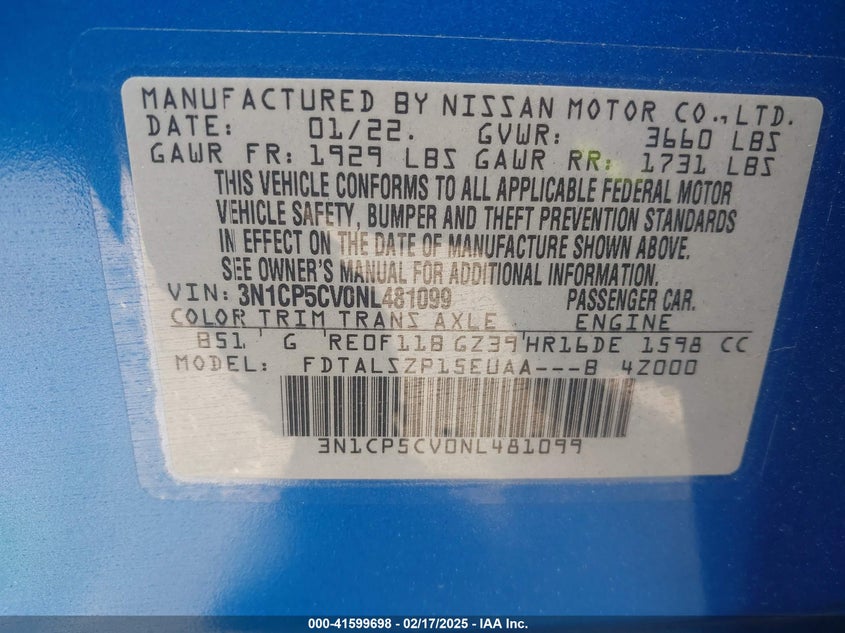 MANUFACTURED BY NISSAN MOTOR CO., LTD.
DATE: 01/22. GVWR: 3660 LBS
GAWR FR: 1929 LBS GAWR RR: 1731 LBS
THIS VEHICLE CONFORMS TO ALL APPLICABLE FEDERAL MOTOR
VEHICLE SAFETY, BUMPER AND THEFT PREVENTION STANDARDS
IN EFFECT ON THE DATE OF MANUFACTURE SHOWN ABOVE.
SEE OWNER'S MANUAL FOR ADDITIONAL INFORMATION.
VIN: 3N1CP5CV0NL481099 PASSENGER CAR.
COLOR TRIM TRANS AXLE ENGINE
B51 G RE0F11B GZ39 HR16DE 1598 CC
MODEL: FDTALSZP15EUAA---B 4Z000
3N1CP5CV0NL481099
000-41599698 - 02/17/2025 - IAA Inc.